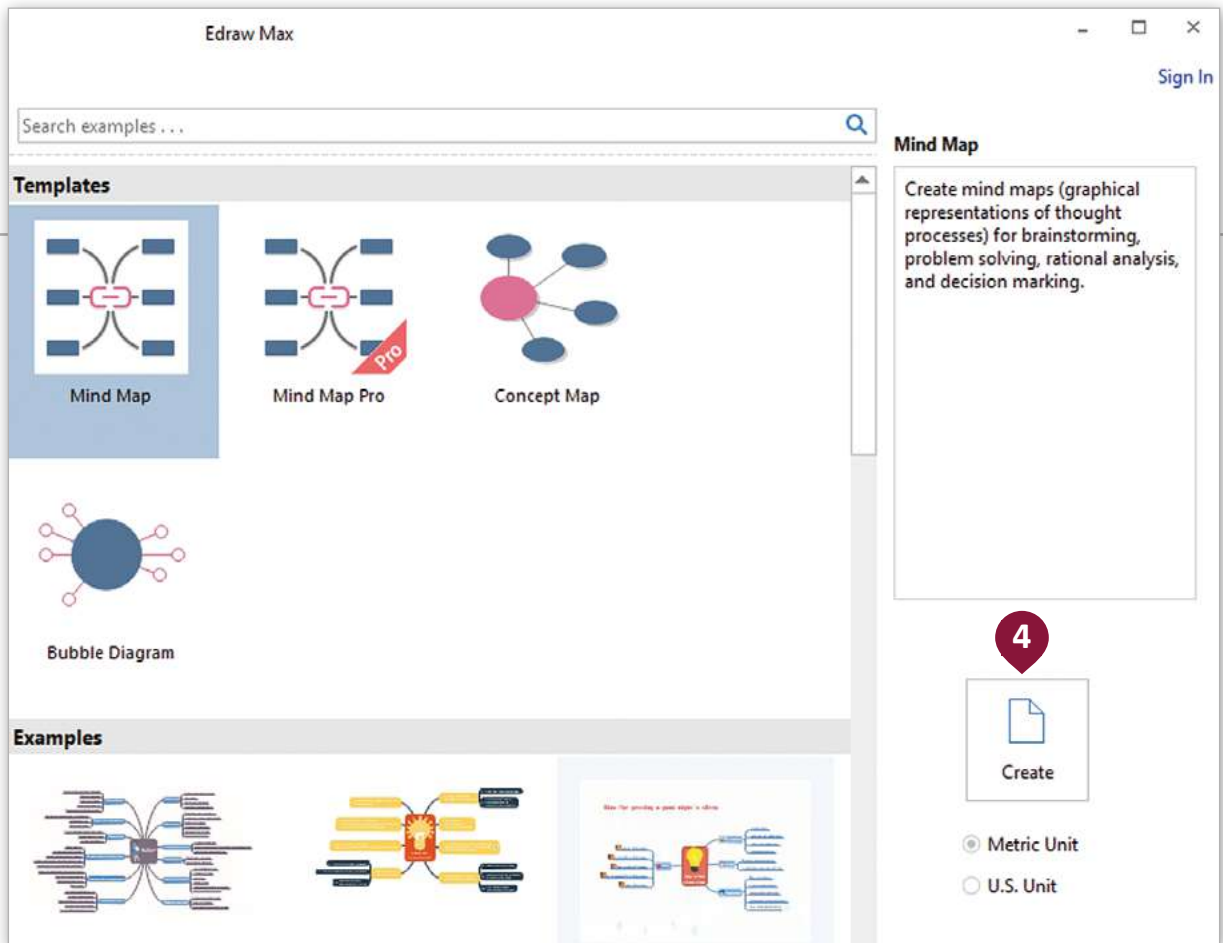 Edraw Max
Sign In
Search examples . . .
Templates
Mind Map
Mind Map Pro
Pro
Concept Map
Bubble Diagram
Examples
Mind Map
Create mind maps (graphical
representations of thought
processes) for brainstorming,
problem solving, rational analysis,
and decision marking.
4
Create
Metric Unit
U.S. Unit